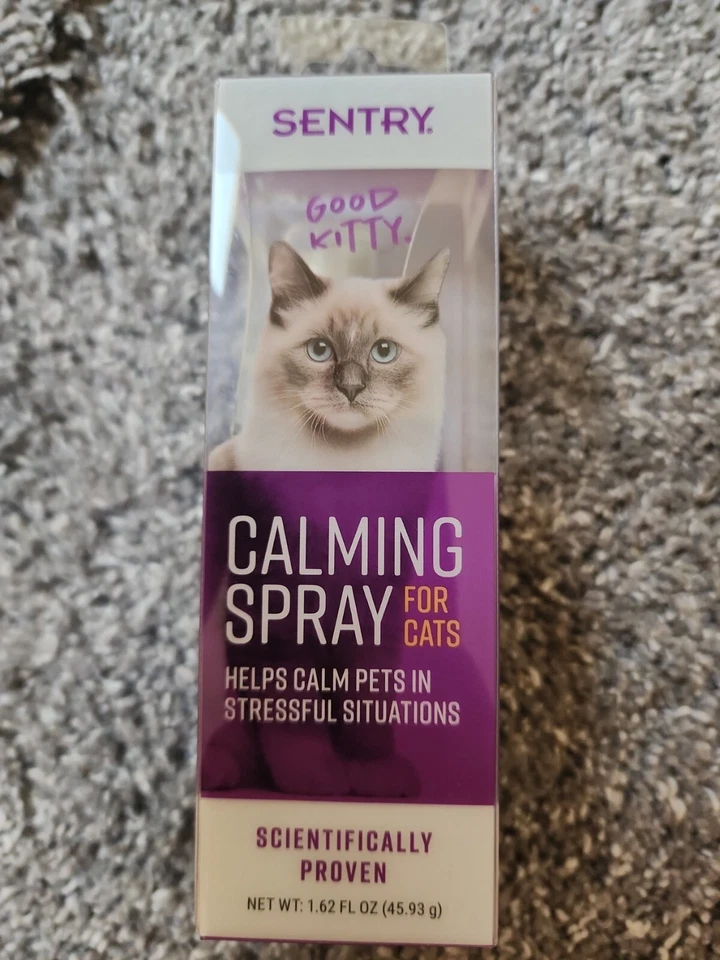 SENTRY®
GOOD
KITTY.
CALMING
SPRAY FOR
CATS
HELPS CALM PETS IN
STRESSFUL SITUATIONS
SCIENTIFICALLY
PROVEN
NET WT: 1.62 FL OZ (45.93 g)